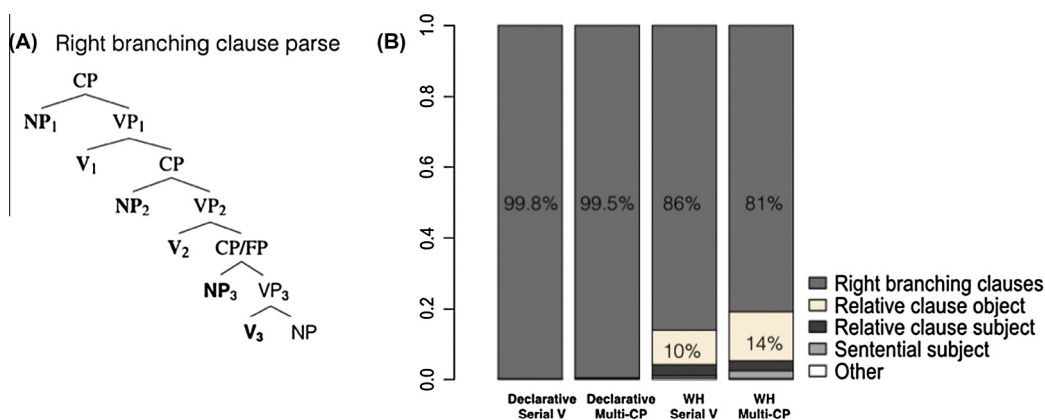 (A) Right branching clause parse
CP
NP1 VP1
V1 CP
NP2 VP2
V2 CP/FP
NP3 VP3
V3 NP
(B)
1.0
0.8
0.6
0.4
0.2
0.0
99.8% 99.5% 86% 81%
10% 14%
Declarative Serial V
Declarative Multi-CP
WH Serial V
WH Multi-CP
Right branching clauses
Relative clause object
Relative clause subject
Sentential subject
Other